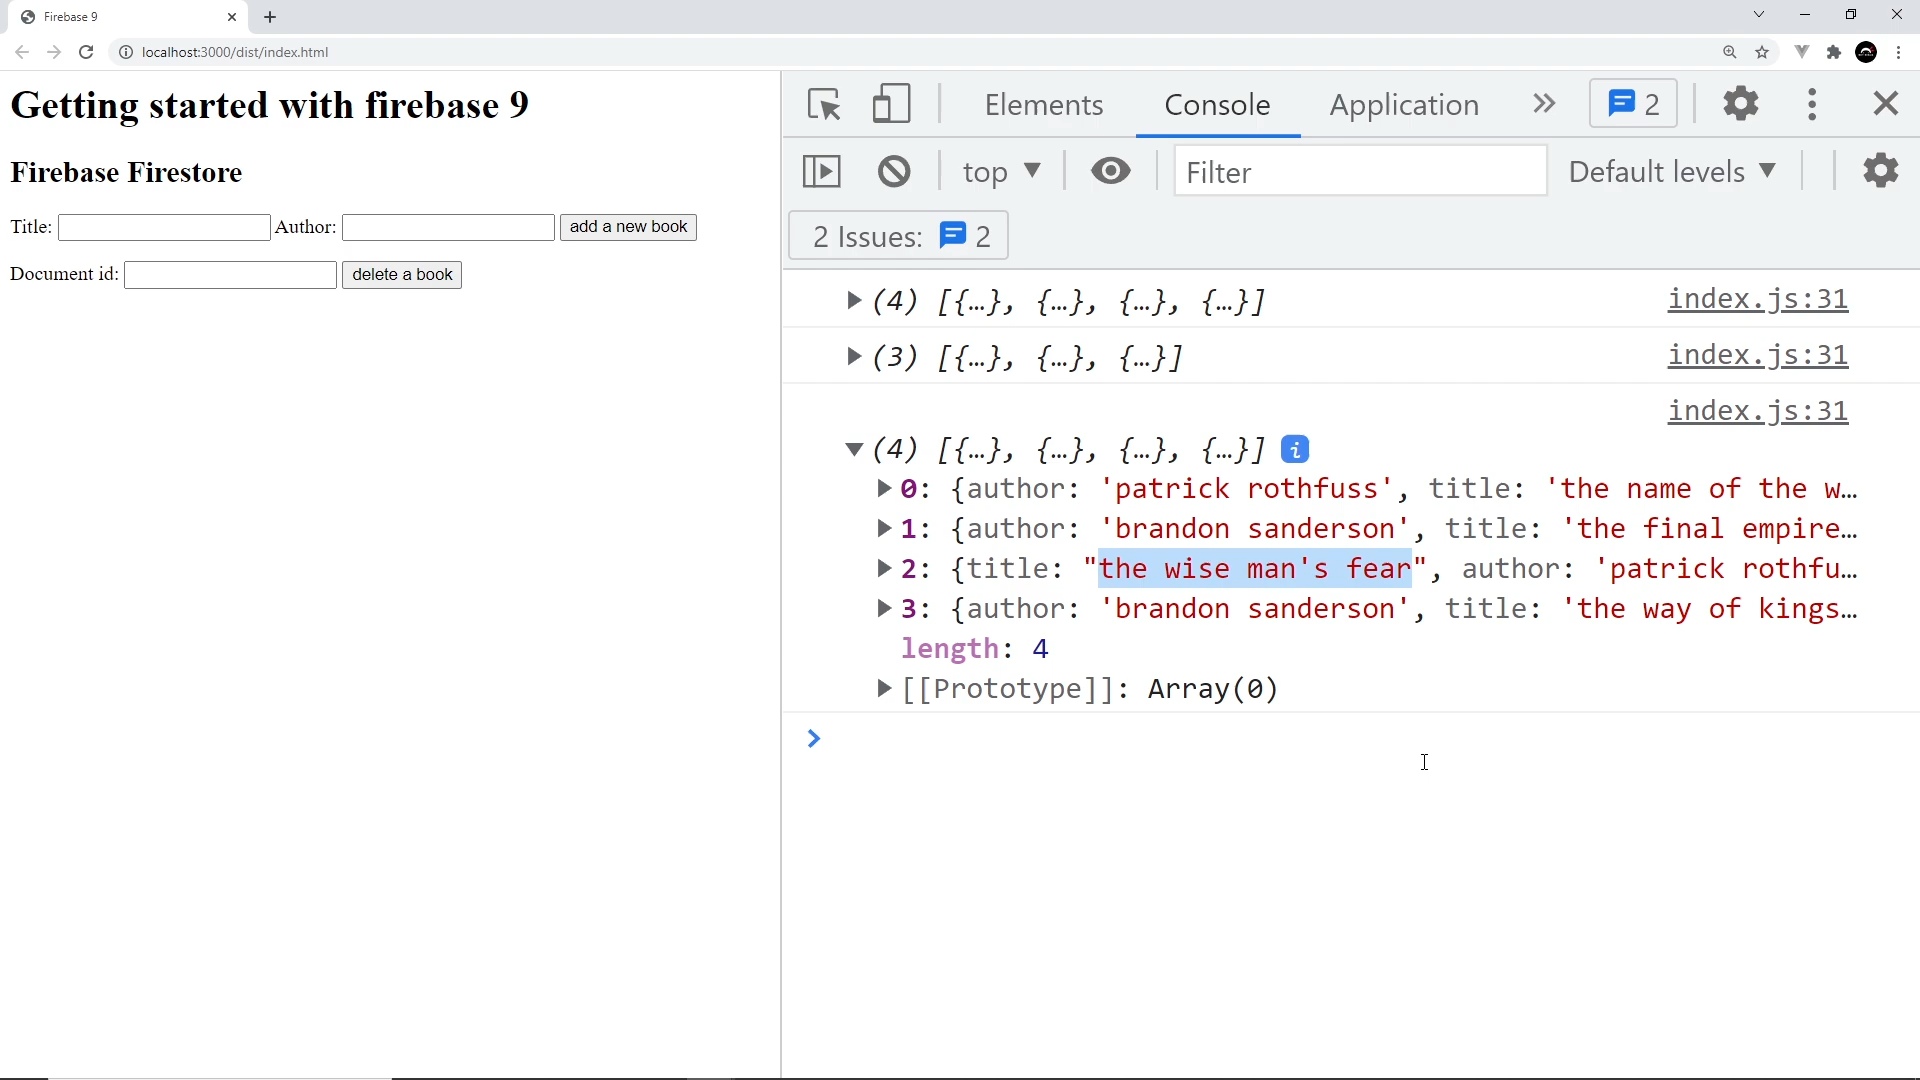 Firebase 9
localhost:3000/dist/index.html
Getting started with firebase 9
Firebase Firestore
Title: Author: add a new book
Document id: delete a book
Elements Console Application 2
top Filter Default levels
2 Issues: 2
(4) [{…}, {…}, {…}, {…}] index.js:31
(3) [{…}, {…}, {…}] index.js:31
index.js:31
(4) [{…}, {…}, {…}, {…}] i
0: {author: 'patrick rothfuss', title: 'the name of the w…
1: {author: 'brandon sanderson', title: 'the final empire…
2: {title: "the wise man's fear", author: 'patrick rothfu…
3: {author: 'brandon sanderson', title: 'the way of kings…
length: 4
[[Prototype]]: Array(0)